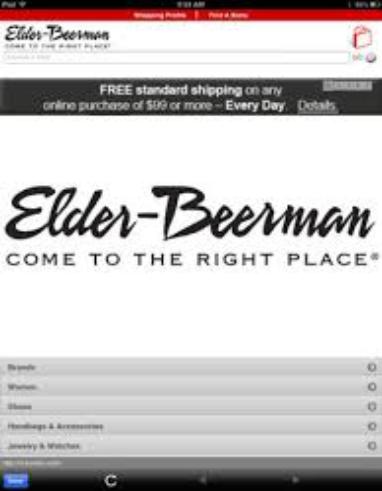 iPad 9:53 AM
Shopping Profile | Find A Store
Elder-Beerman
COME TO THE RIGHT PLACE®
FREE standard shipping on any
online purchase of $99 or more – Every Day. Details.
Elder-Beerman
COME TO THE RIGHT PLACE®
Brands
Women
Shoes
Handbags & Accessories
Jewelry & Watches